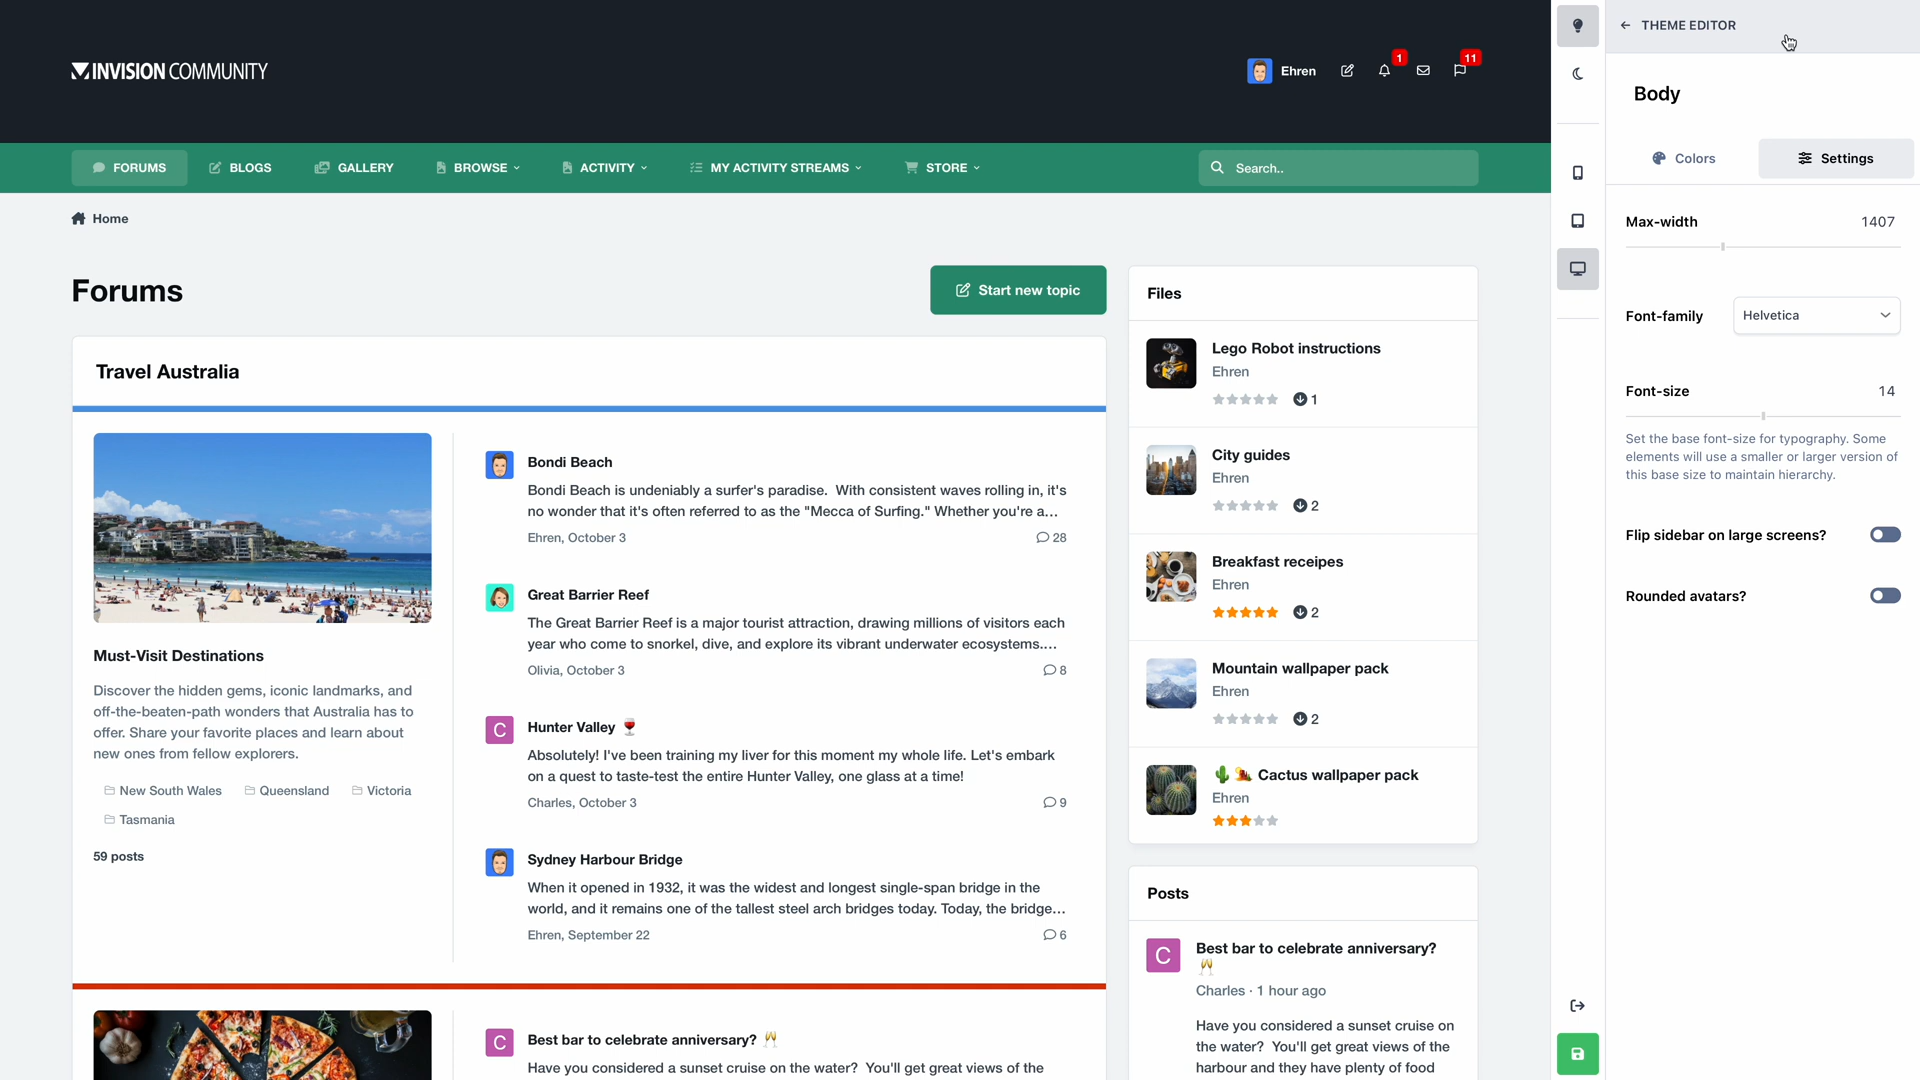 INVISION COMMUNITY
Ehren
1
11
FORUMS
BLOGS
GALLERY
BROWSE
ACTIVITY
MY ACTIVITY STREAMS
STORE
Search..
Home
Forums
Start new topic
Travel Australia
Must-Visit Destinations
Discover the hidden gems, iconic landmarks, and
off-the-beaten-path wonders that Australia has to
offer. Share your favorite places and learn about
new ones from fellow explorers.
New South Wales
Queensland
Victoria
Tasmania
59 posts
Bondi Beach
Bondi Beach is undeniably a surfer's paradise.  With consistent waves rolling in, it's
no wonder that it's often referred to as the "Mecca of Surfing." Whether you're a...
Ehren, October 3
28
Great Barrier Reef
The Great Barrier Reef is a major tourist attraction, drawing millions of visitors each
year who come to snorkel, dive, and explore its vibrant underwater ecosystems....
Olivia, October 3
8
C
Hunter Valley 🍷
Absolutely! I've been training my liver for this moment my whole life. Let's embark
on a quest to taste-test the entire Hunter Valley, one glass at a time!
Charles, October 3
9
Sydney Harbour Bridge
When it opened in 1932, it was the widest and longest single-span bridge in the
world, and it remains one of the tallest steel arch bridges today. Today, the bridge...
Ehren, September 22
6
C
Best bar to celebrate anniversary? 🥂
Have you considered a sunset cruise on the water?  You'll get great views of the
Files
Lego Robot instructions
Ehren
1
City guides
Ehren
2
Breakfast receipes
Ehren
2
Mountain wallpaper pack
Ehren
2
🌵 🐪 Cactus wallpaper pack
Ehren
Posts
C
Best bar to celebrate anniversary?
🥂
Charles · 1 hour ago
Have you considered a sunset cruise on
the water?  You'll get great views of the
harbour and they have plenty of food
THEME EDITOR
Body
Colors
Settings
Max-width
1407
Font-family
Helvetica
Font-size
14
Set the base font-size for typography. Some
elements will use a smaller or larger version of
this base size to maintain hierarchy.
Flip sidebar on large screens?
Rounded avatars?